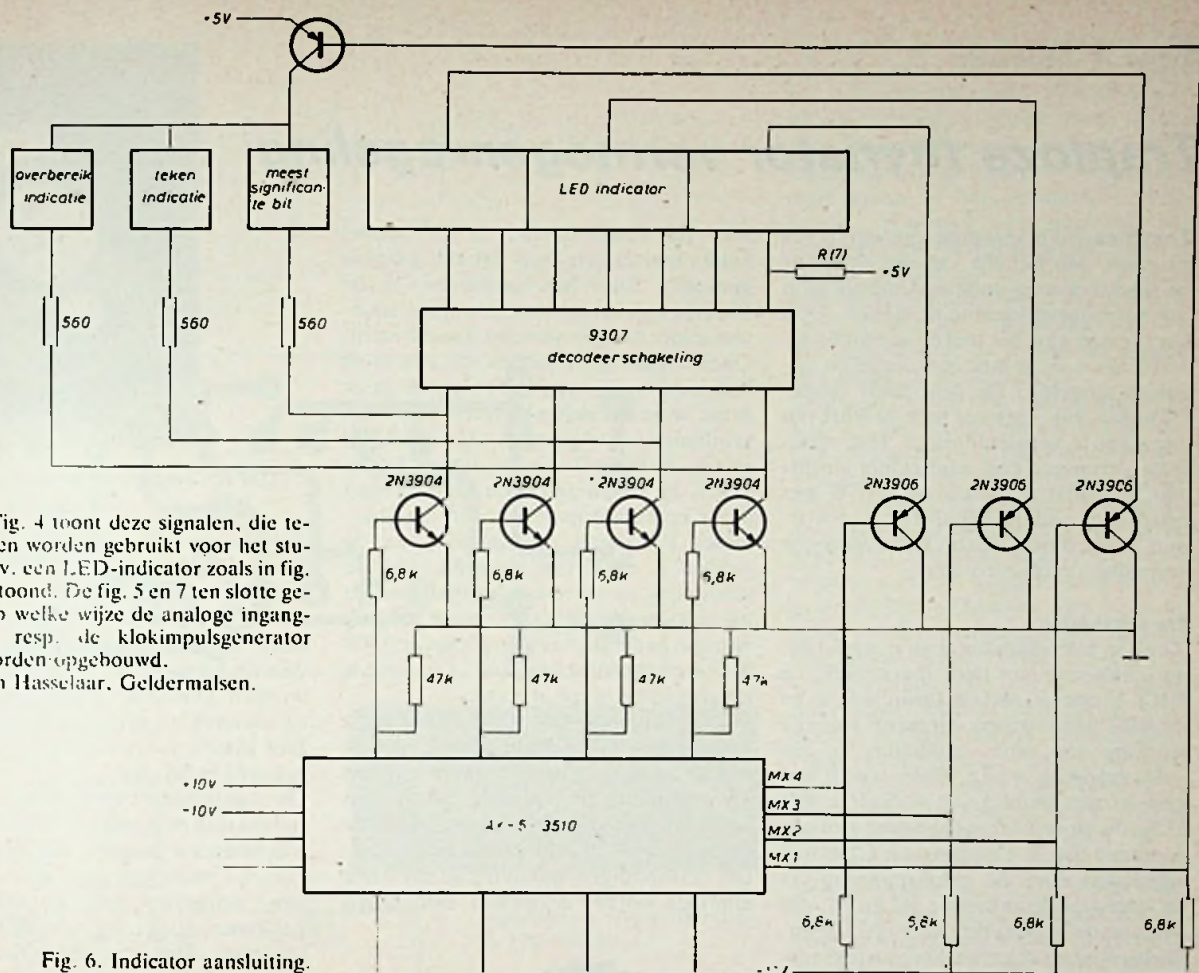 +5V
overbereik
indicatie
teken
indicatie
meest
significan-
te bit
LED indicator
R(7)
+5V
560
560
560
9307
decodeerschakeling
2N3904
2N3904
2N3904
2N3904
2N3906
2N3906
2N3906
6,8k
6,8k
6,8k
6,8k
47k
47k
47k
47k
Fig. 4 toont deze signalen, die te-
en worden gebruikt voor het stu-
v. een LED-indicator zoals in fig.
toond. De fig. 5 en 7 ten slotte ge-
welke wijze de analoge ingang-
resp. de klokimpulsgenerator
orden opgebouwd.
Hasselaar. Geldermalsen.
+10V
-10V
-5-3510
MX4
MX3
MX2
MX1
6,8k
6,8k
6,8k
6,8k
Fig. 6. Indicator aansluiting.